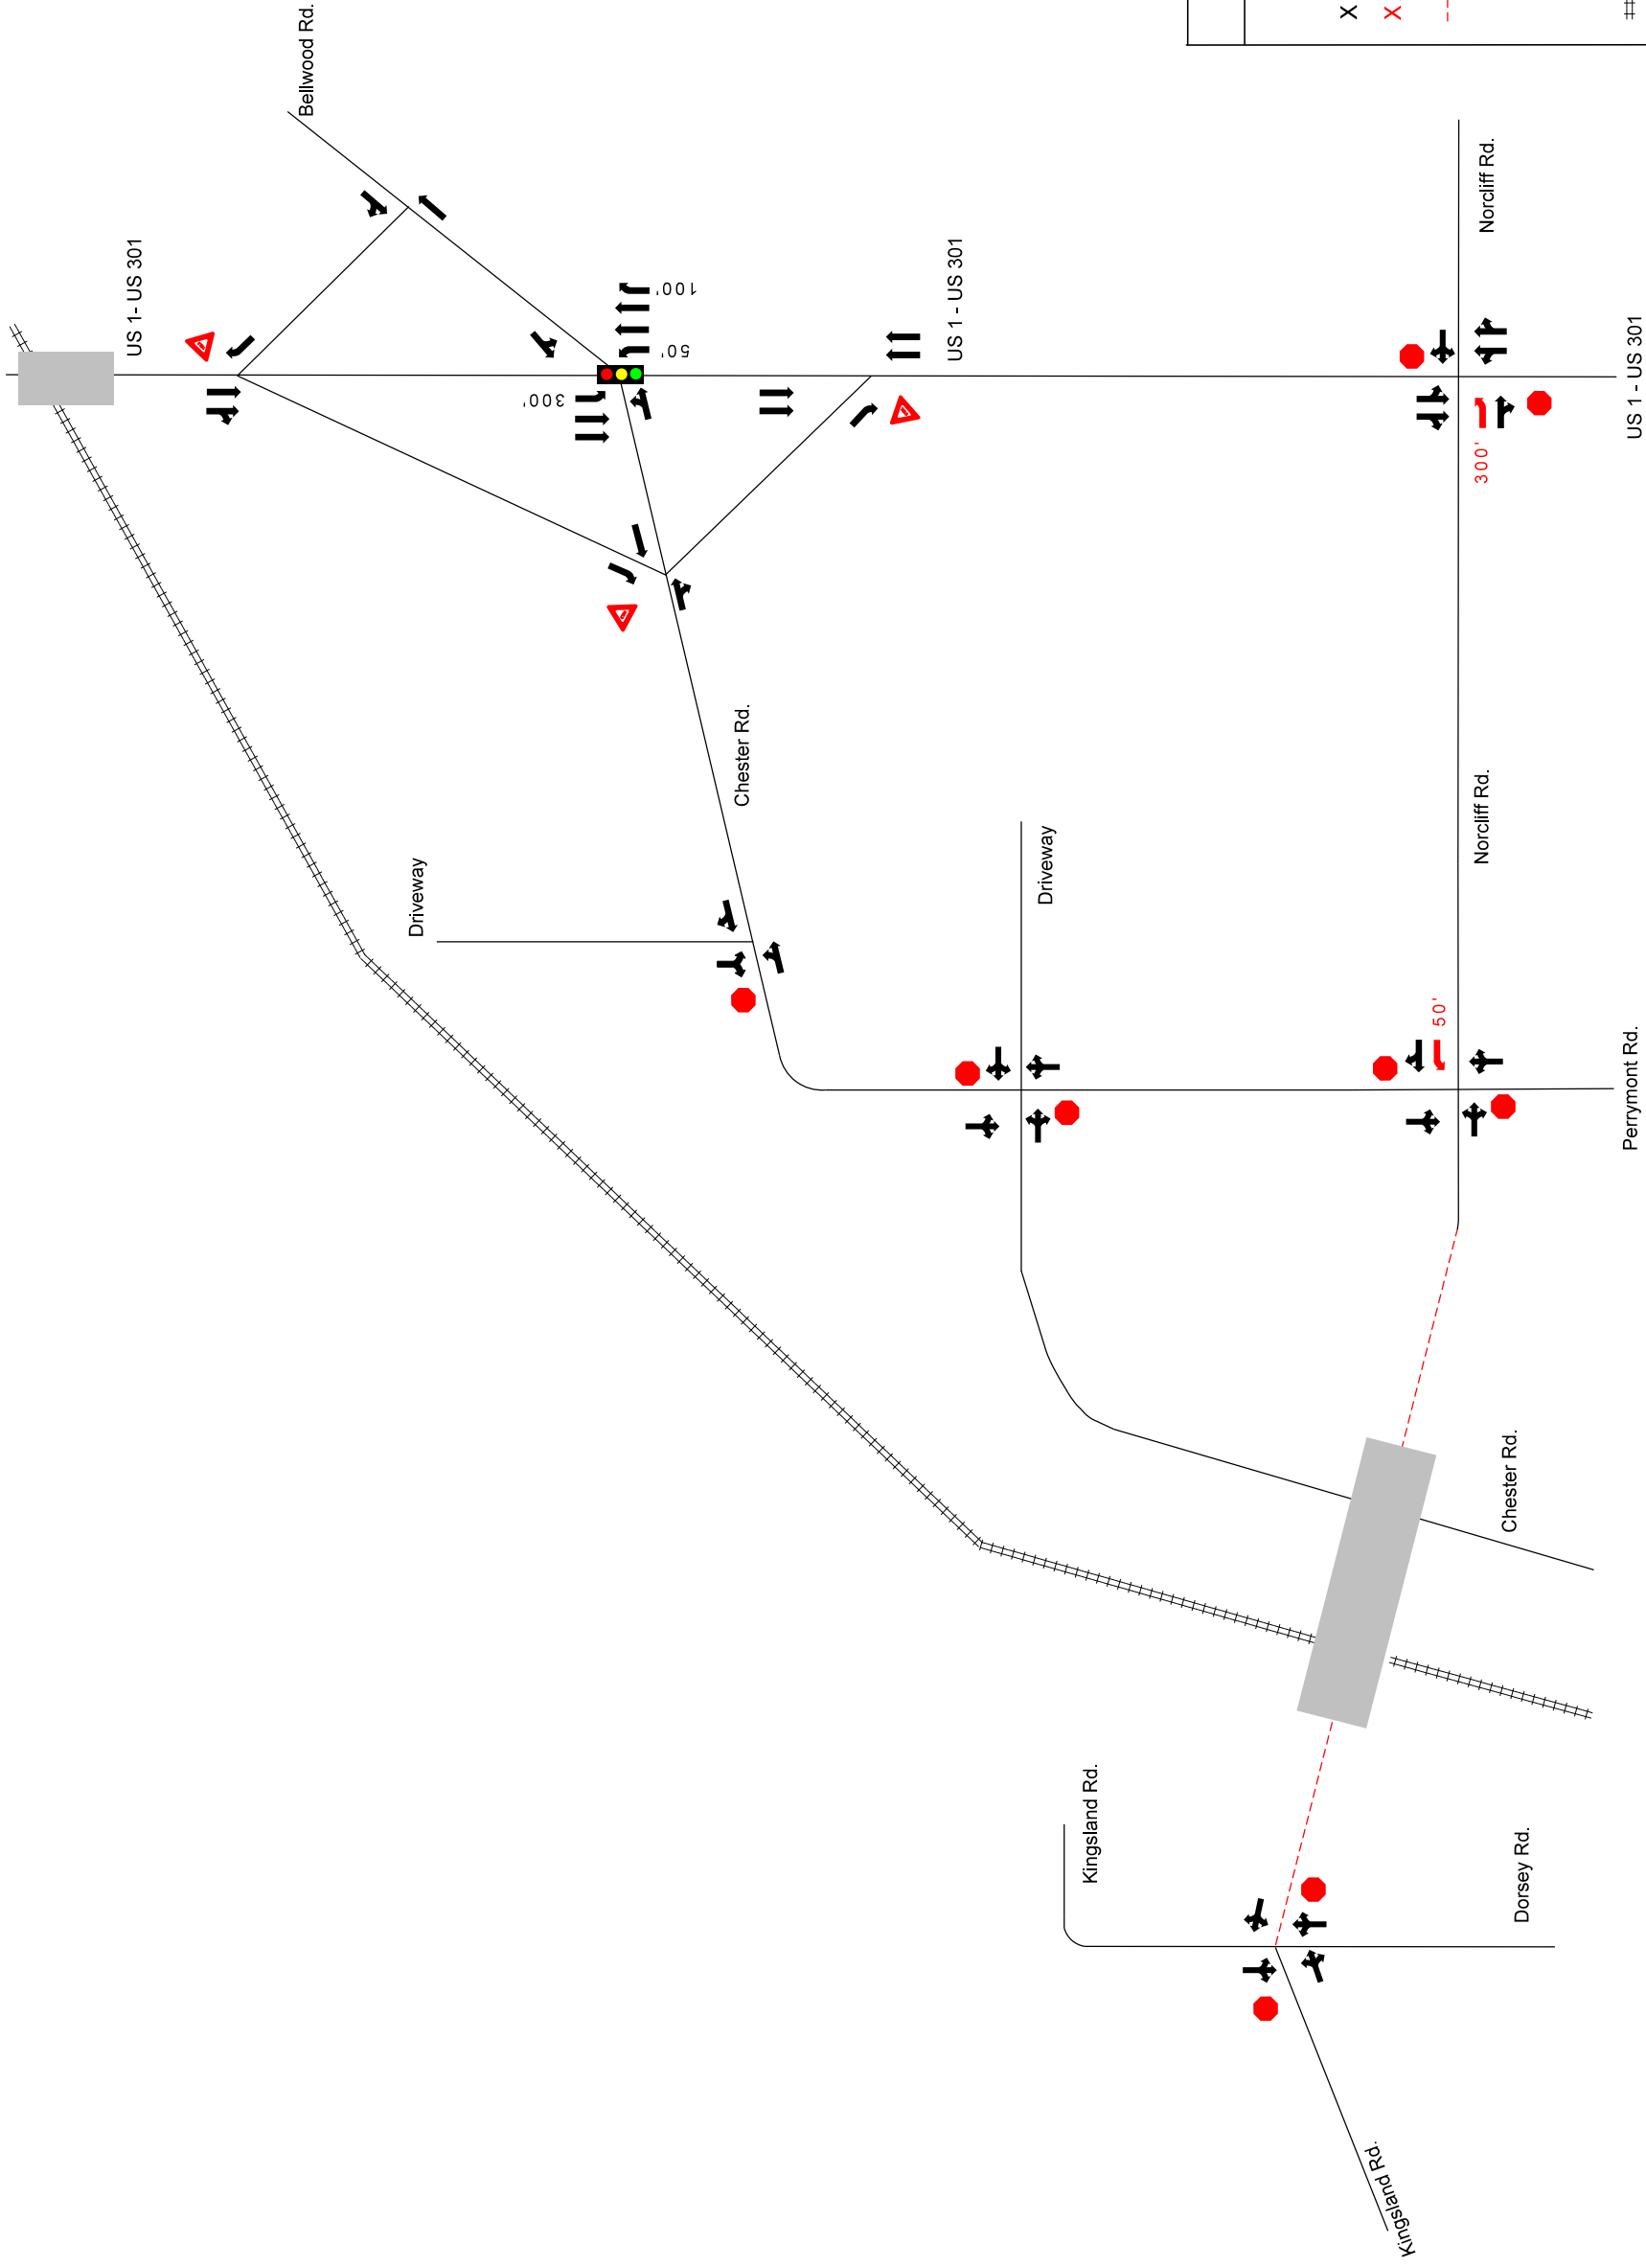 Bellwood Rd.
X
X
US 1- US 301
Norcliff Rd.
100'
50'
300'
US 1 - US 301
US 1 - US 301
300'
Chester Rd.
Norcliff Rd.
Driveway
Driveway
50'
Perrymont Rd.
Chester Rd.
Kingsland Rd.
Dorsey Rd.
Kingsland Rd.